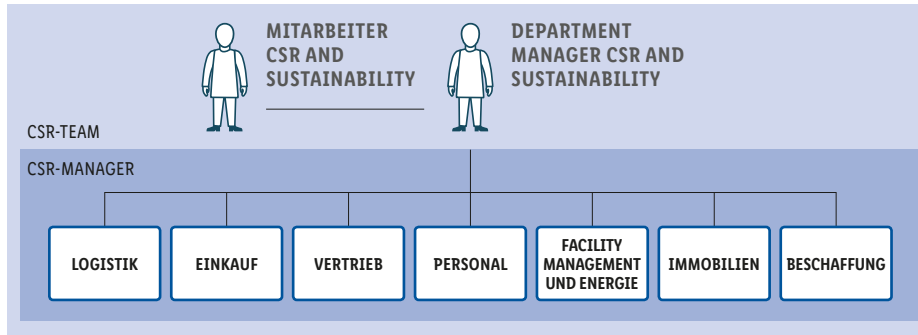 MITARBEITER
CSR AND
SUSTAINABILITY
DEPARTMENT
MANAGER CSR AND
SUSTAINABILITY
CSR-TEAM
CSR-MANAGER
LOGISTIK
EINKAUF
VERTRIEB
PERSONAL
FACILITY
MANAGEMENT
UND ENERGIE
IMMOBILIEN
BESCHAFFUNG